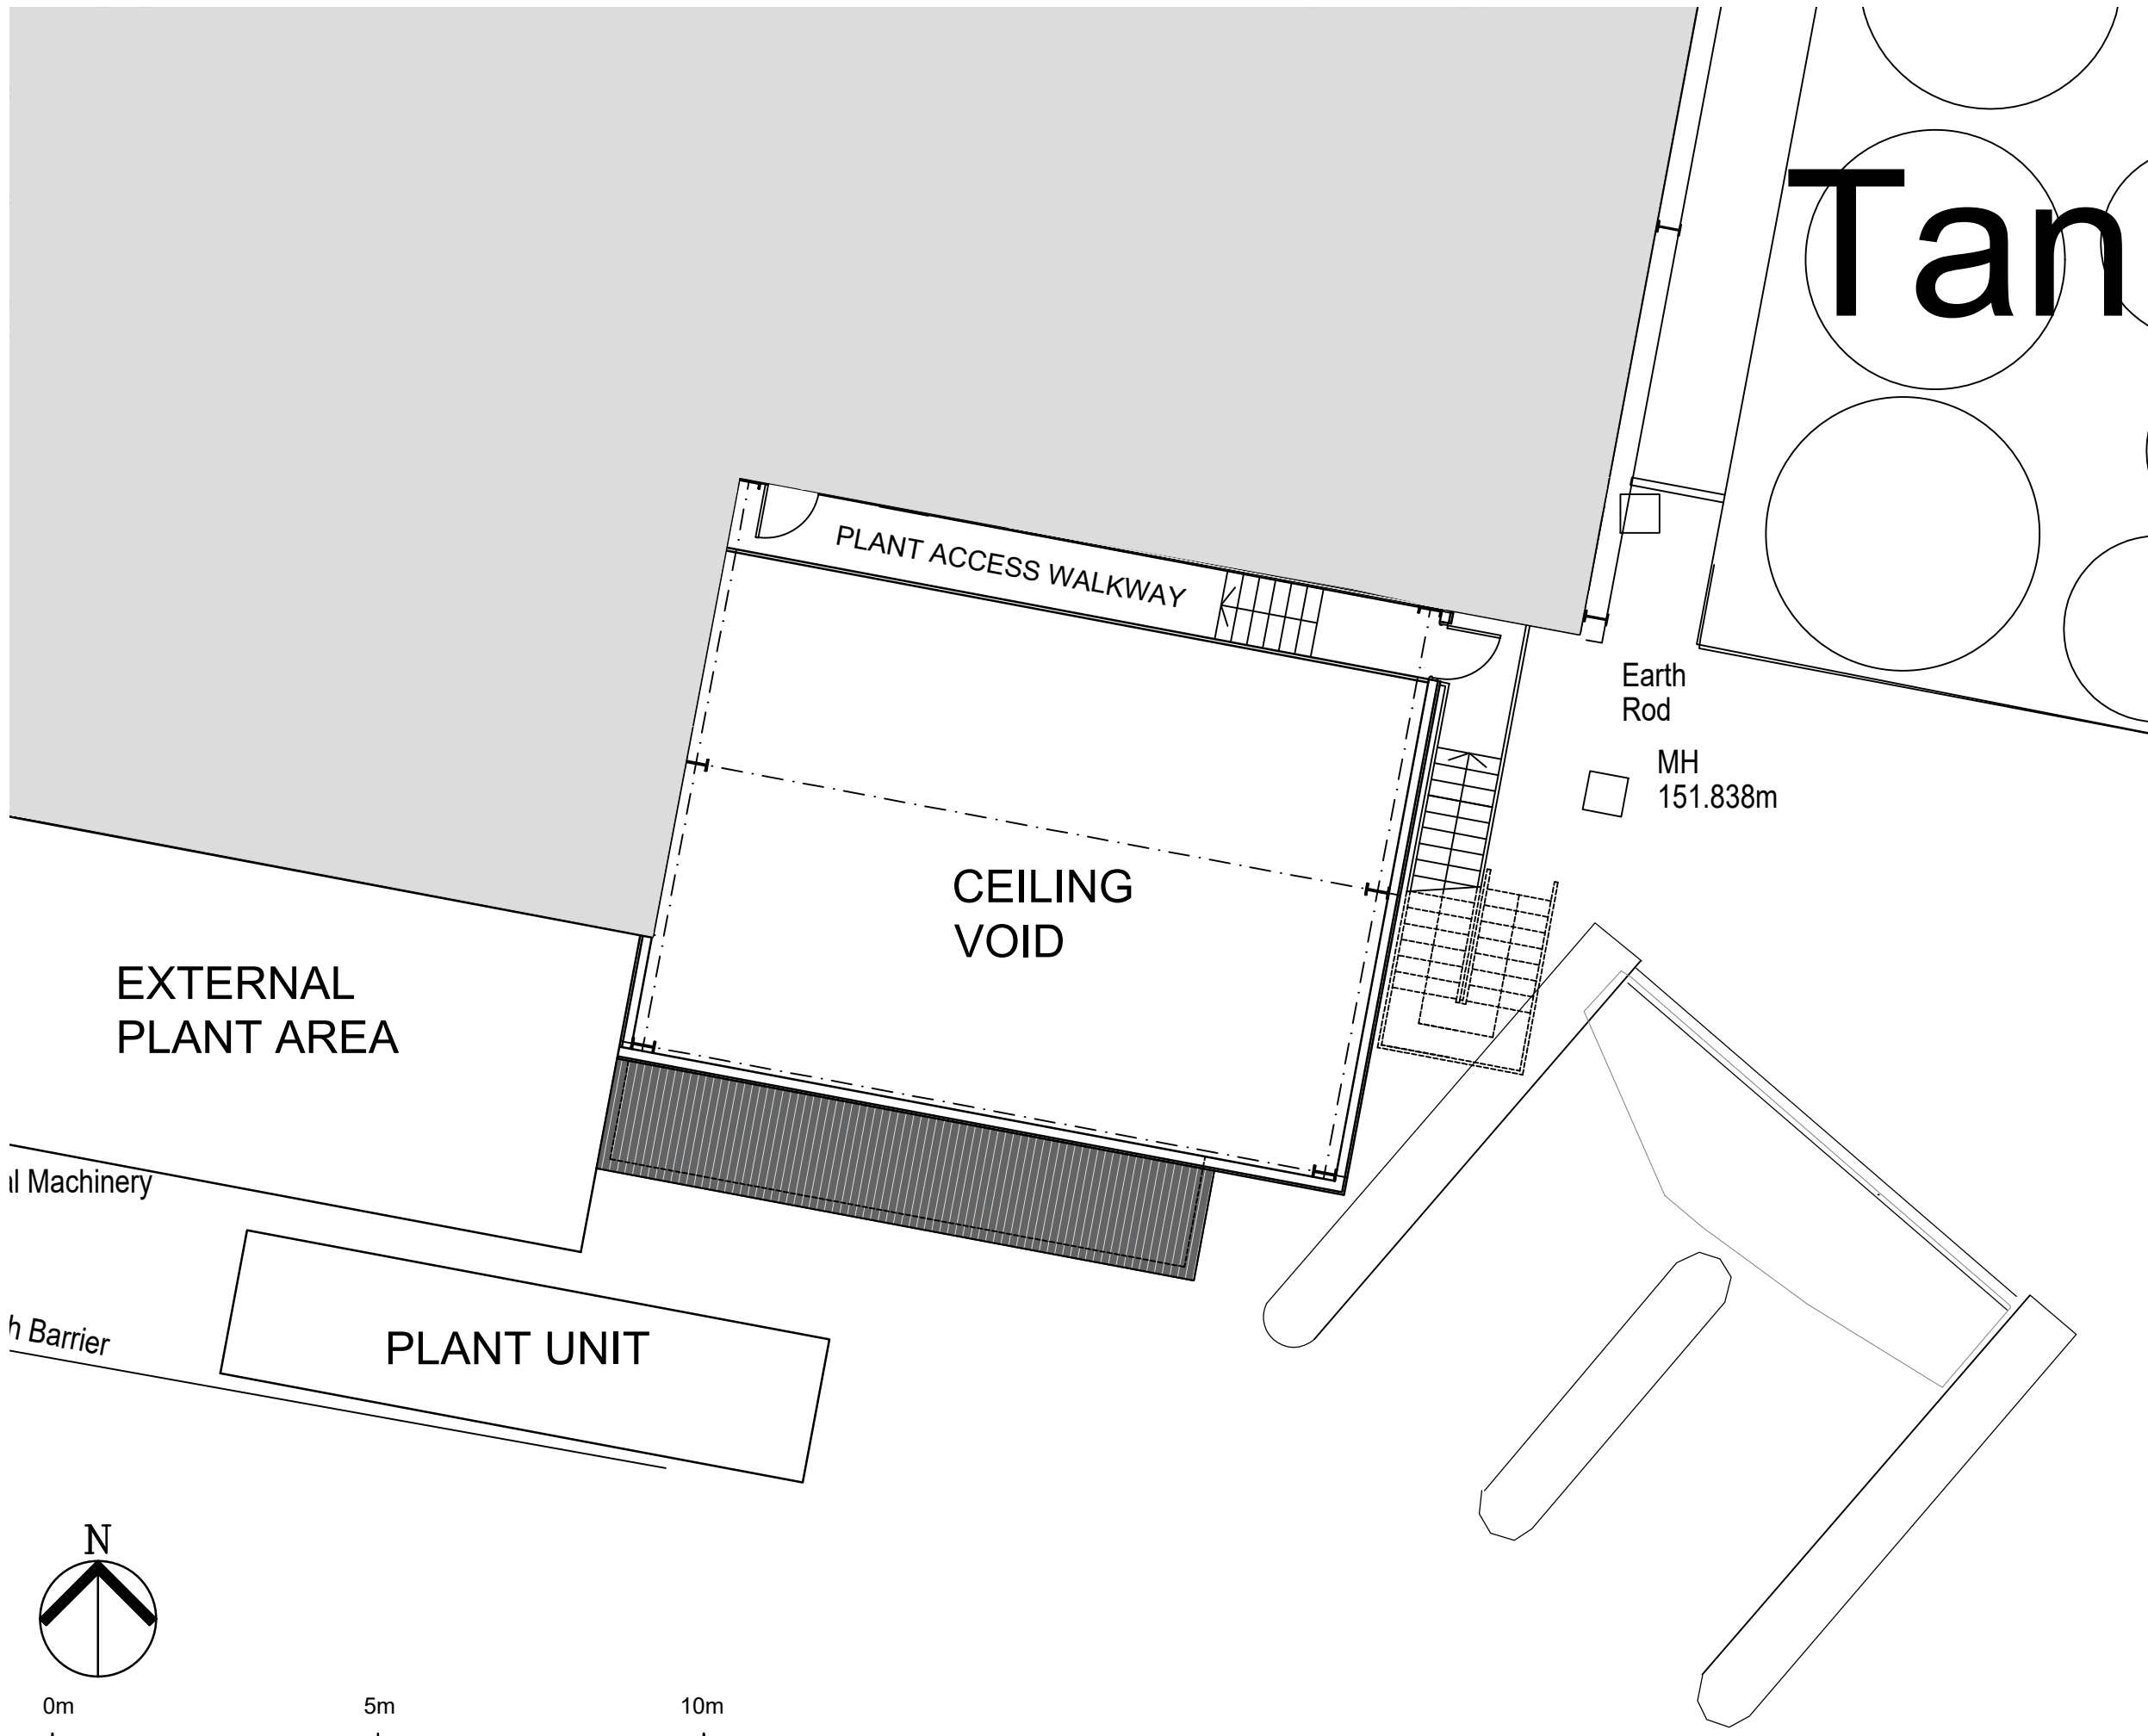 Tan
PLANT ACCESS WALKWAY
Earth
Rod
MH
151.838m
CEILING
VOID
EXTERNAL
PLANT AREA
al Machinery
h Barrier
PLANT UNIT
N
0m 5m 10m